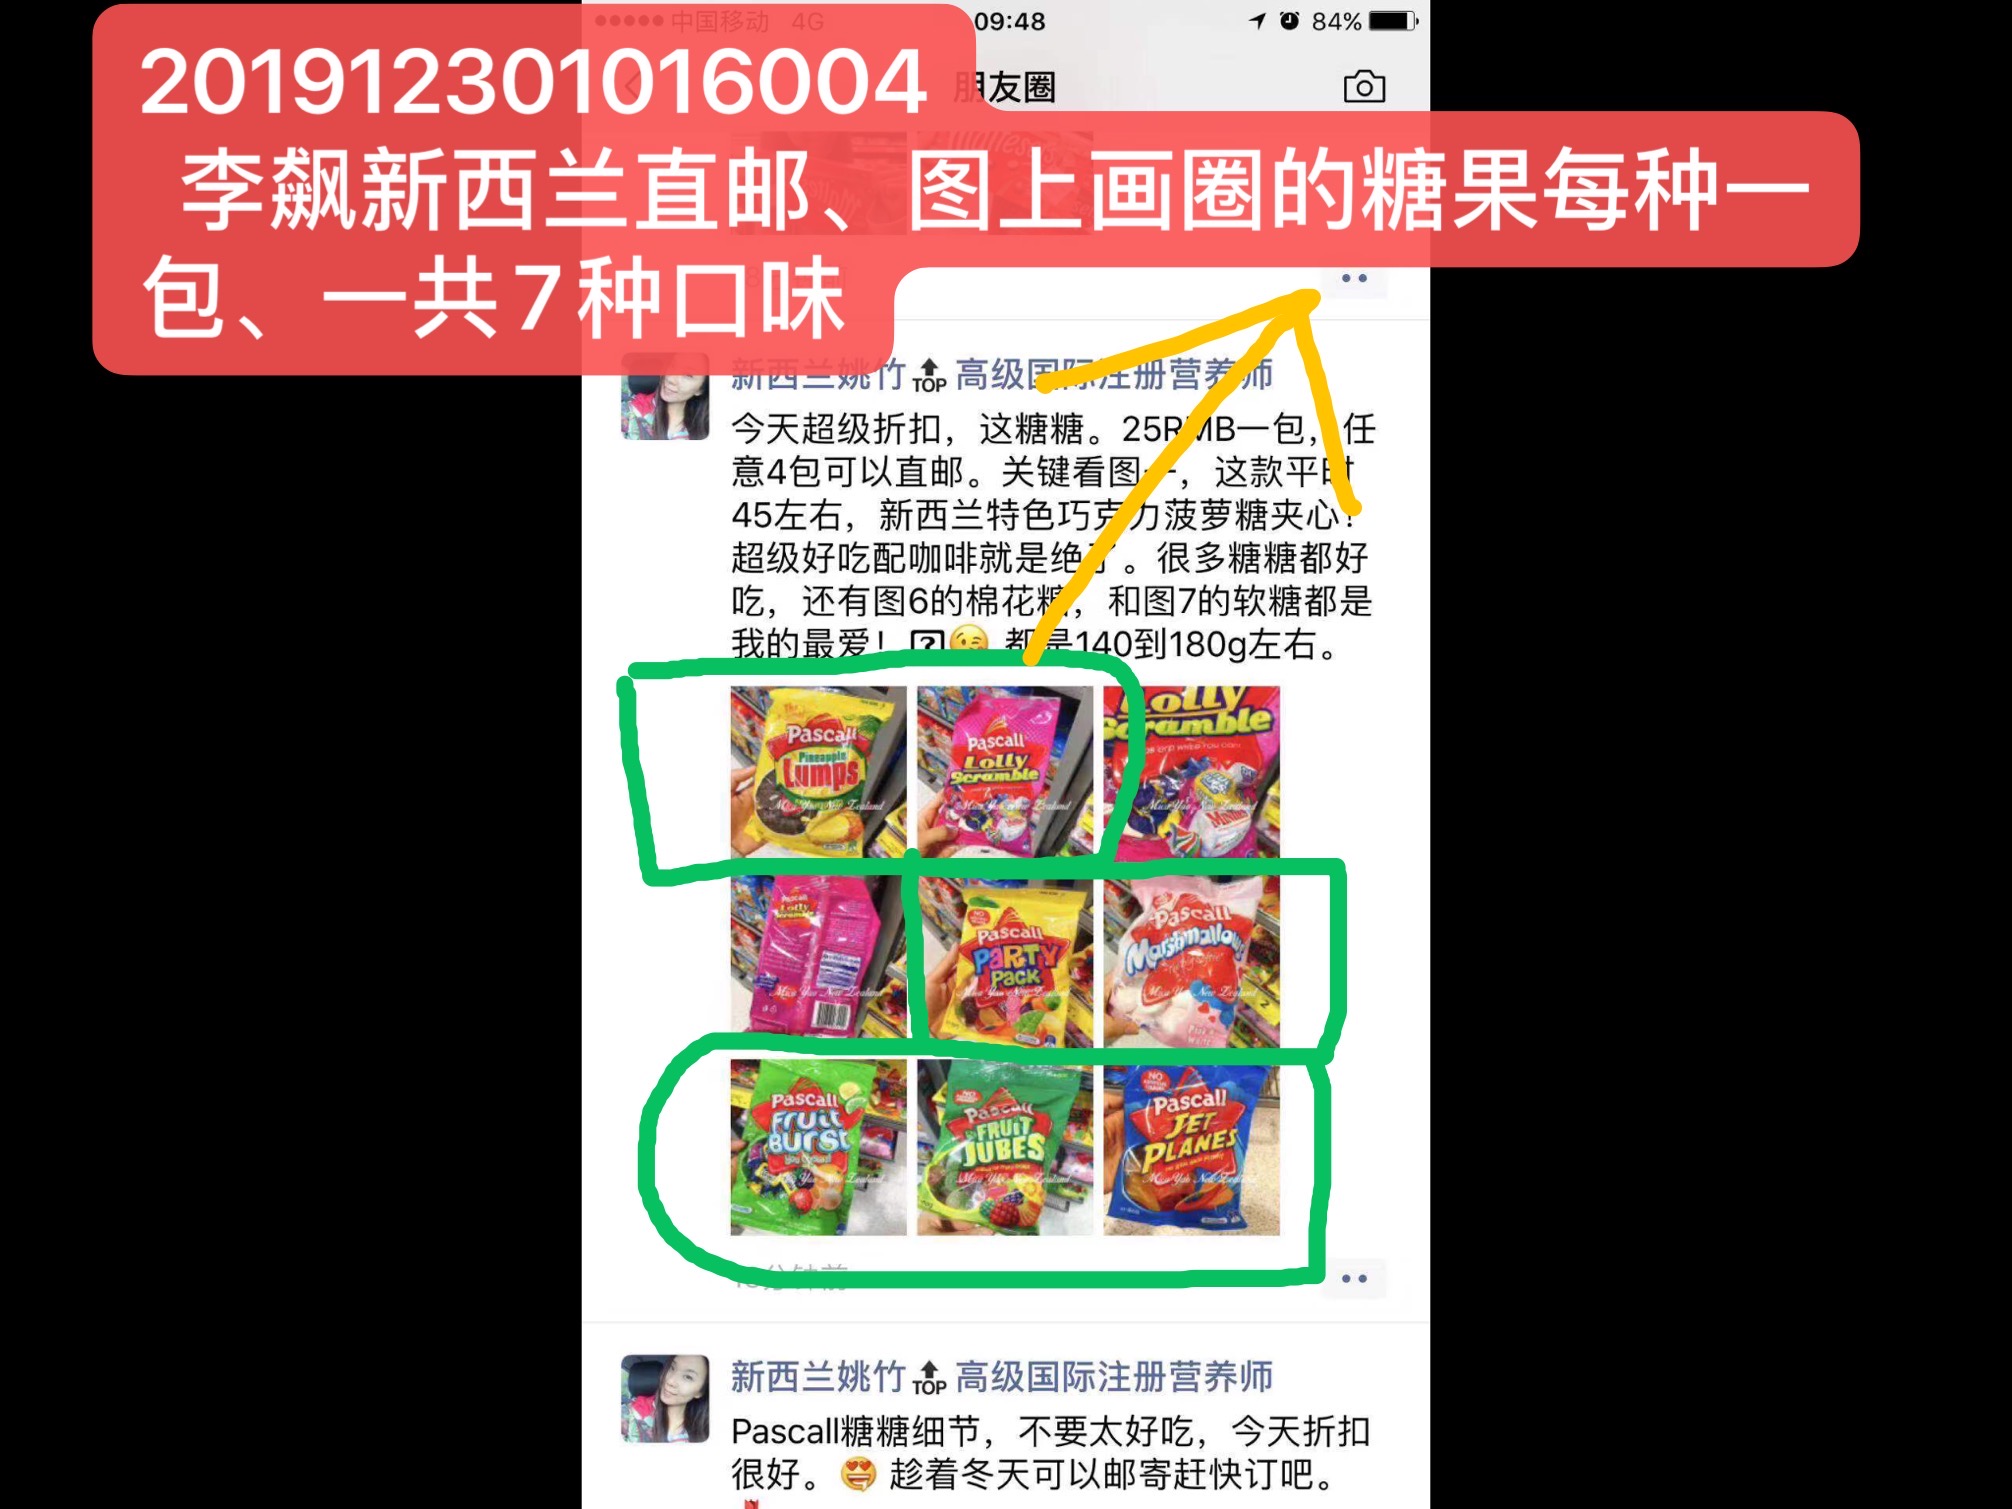 中国移动 4G 09:48 84%
201912301016004
朋友圈
李飙新西兰直邮、图上画圈的糖果每种一
包、一共7种口味
新西兰姚竹TOP高级国际注册营养师
今天超级折扣，这糖糖。25RMB一包，任
意4包可以直邮。关键看图一，这款平时
45左右，新西兰特色巧克力菠萝糖夹心！
超级好吃配咖啡就是绝了。很多糖糖都好
吃，还有图6的棉花糖，和图7的软糖都是
我的最爱！ 都是140到180g左右。
Pascall
Pineapple
Lumps
Pascall
Lolly
Scramble
Lolly
Scramble
Minties
Pascall
Lolly
Scramble
Pascall
PARTY
PACK
Pascall
Marshmallows
Pascall
FRUIT
BURST
Pascall
FRUIT
JUBES
Pascall
JET
PLANES
分钟前
新西兰姚竹TOP高级国际注册营养师
Pascall糖糖细节，不要太好吃，今天折扣
很好。😍 趁着冬天可以邮寄赶快订吧。